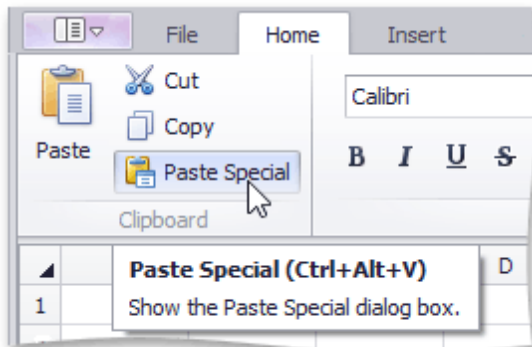 File Home Insert
Cut
Calibri
Copy
Paste
B I U S
Paste Special
Clipboard
Paste Special (Ctrl+Alt+V)
D
1
Show the Paste Special dialog box.